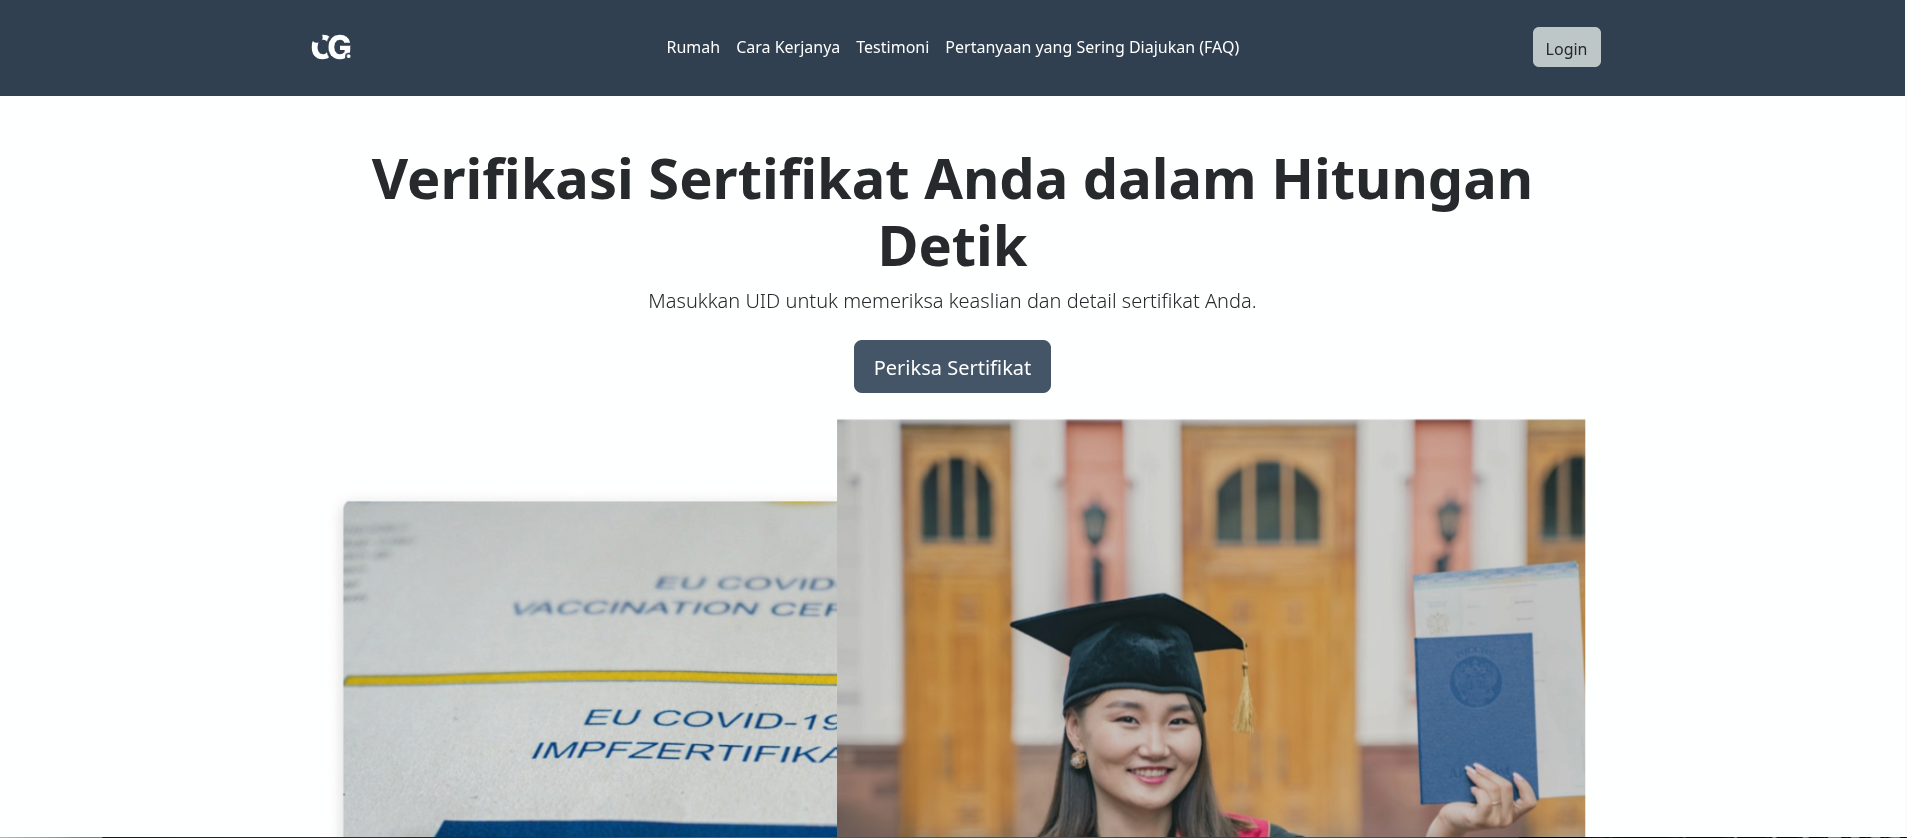 CG.
Rumah Cara Kerjanya Testimoni Pertanyaan yang Sering Diajukan (FAQ)
Login
Verifikasi Sertifikat Anda dalam Hitungan
Detik
Masukkan UID untuk memeriksa keaslian dan detail sertifikat Anda.
Periksa Sertifikat
EU COVID-
VACCINATION CER
EU COVID-19
IMPFZERTIFIKA